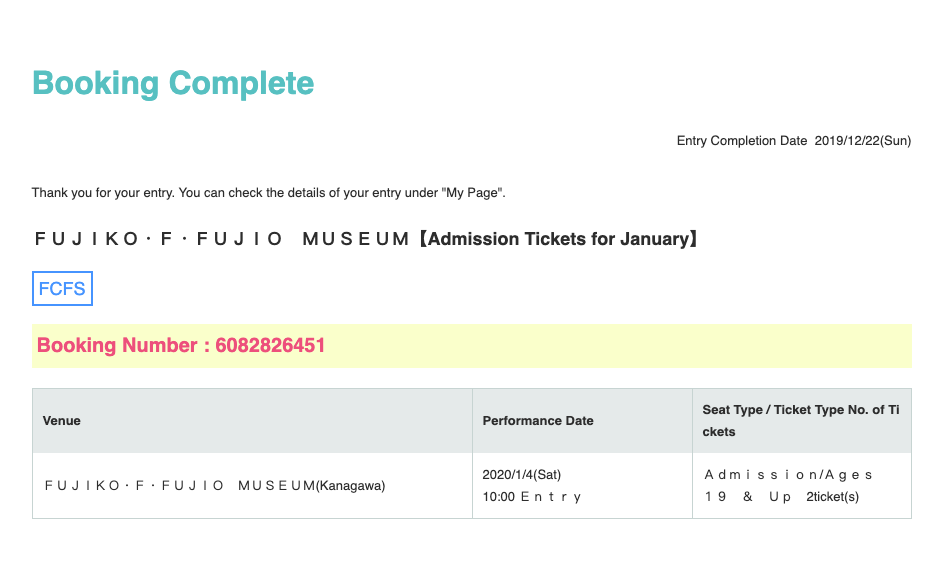 Booking Complete
Entry Completion Date 2019/12/22(Sun)
Thank you for your entry. You can check the details of your entry under "My Page".
ＦＵＪＩＫＯ・Ｆ・ＦＵＪＩＯ　ＭＵＳＥＵＭ【Admission Tickets for January】
FCFS
Booking Number : 6082826451
Venue
Performance Date
Seat Type / Ticket Type No. of Ti
ckets
ＦＵＪＩＫＯ・Ｆ・ＦＵＪＩＯ　ＭＵＳＥＵＭ(Kanagawa)
2020/1/4(Sat)
10:00 Ｅｎｔｒｙ
Ａｄｍｉｓｓｉｏｎ/Ａｇｅｓ
１９　＆　Ｕｐ　2ticket(s)